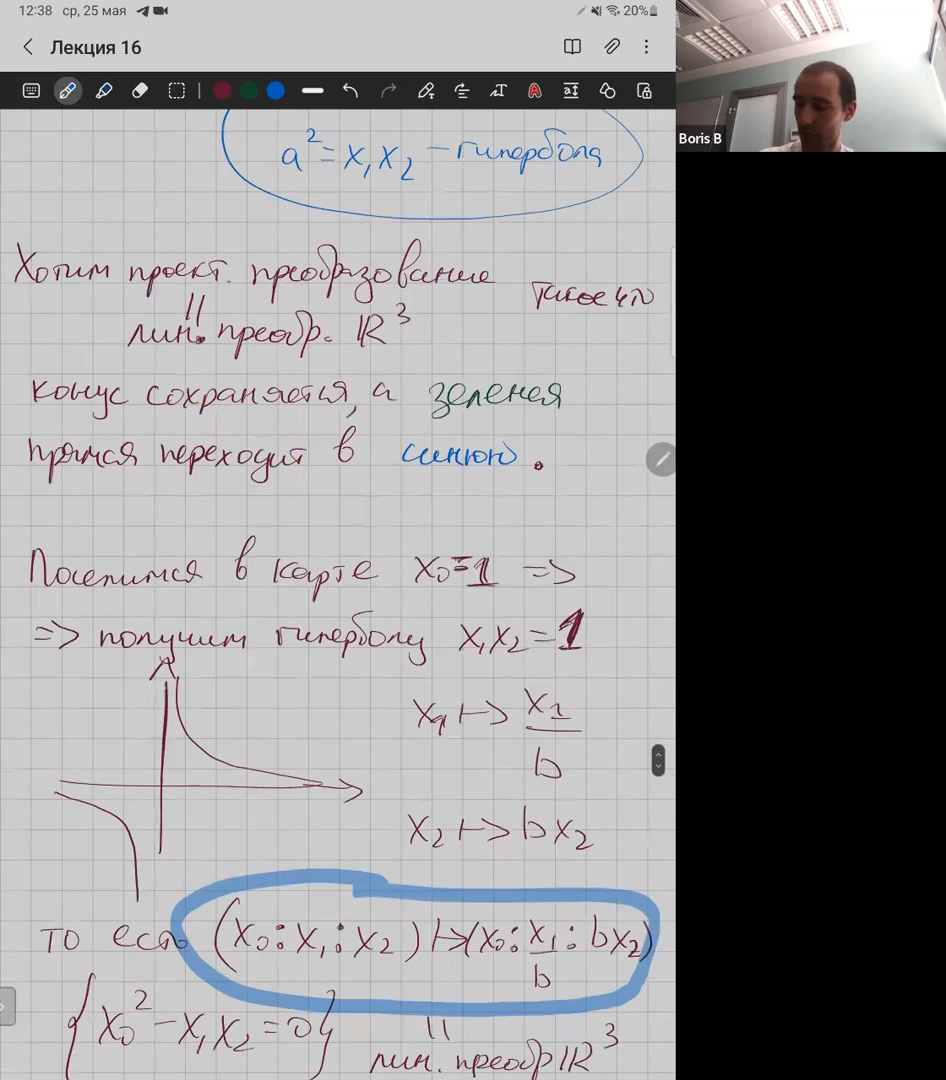 12:38 ср, 25 мая
20%
Лекция 16
Boris B
a² = x₁x₂ – гипербола
Хотим проект. преобразование такое что
||
лин. преобр. ℝ³
конус сохраняется, а зеленая
прямая переходит в синюю.
Поселимся в карте x₀=1 =>
=> получим гиперболу x₁x₂=1
x₁ ↦ x₁/b
x₂ ↦ bx₂
то есть (x₀:x₁:x₂) ↦ (x₀: x₁/b : bx₂)
{x₀² – x₁x₂ = 0} ||
лин. преобр ℝ³